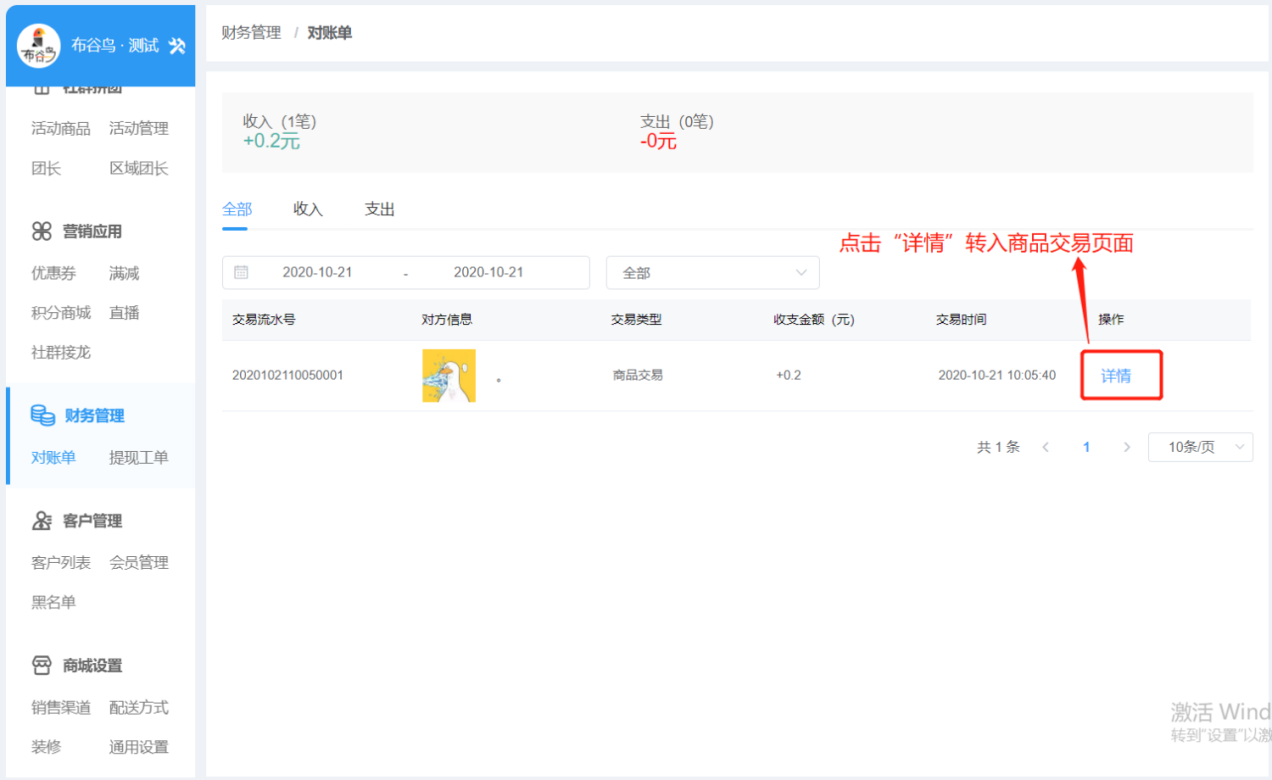 布谷鸟
布谷鸟 · 测试
社群拼团
活动商品 活动管理
团长 区域团长
营销应用
优惠券 满减
积分商城 直播
社群接龙
财务管理
对账单 提现工单
客户管理
客户列表 会员管理
黑名单
商城设置
销售渠道 配送方式
装修 通用设置
财务管理 / 对账单
收入（1笔） 支出（0笔）
+0.2元 -0元
全部 收入 支出
点击“详情”转入商品交易页面
2020-10-21 - 2020-10-21 全部
交易流水号 对方信息 交易类型 收支金额（元） 交易时间 操作
2020102110050001 。 商品交易 +0.2 2020-10-21 10:05:40 详情
共 1 条 < 1 > 10条/页
激活 Wind
转到“设置”以激